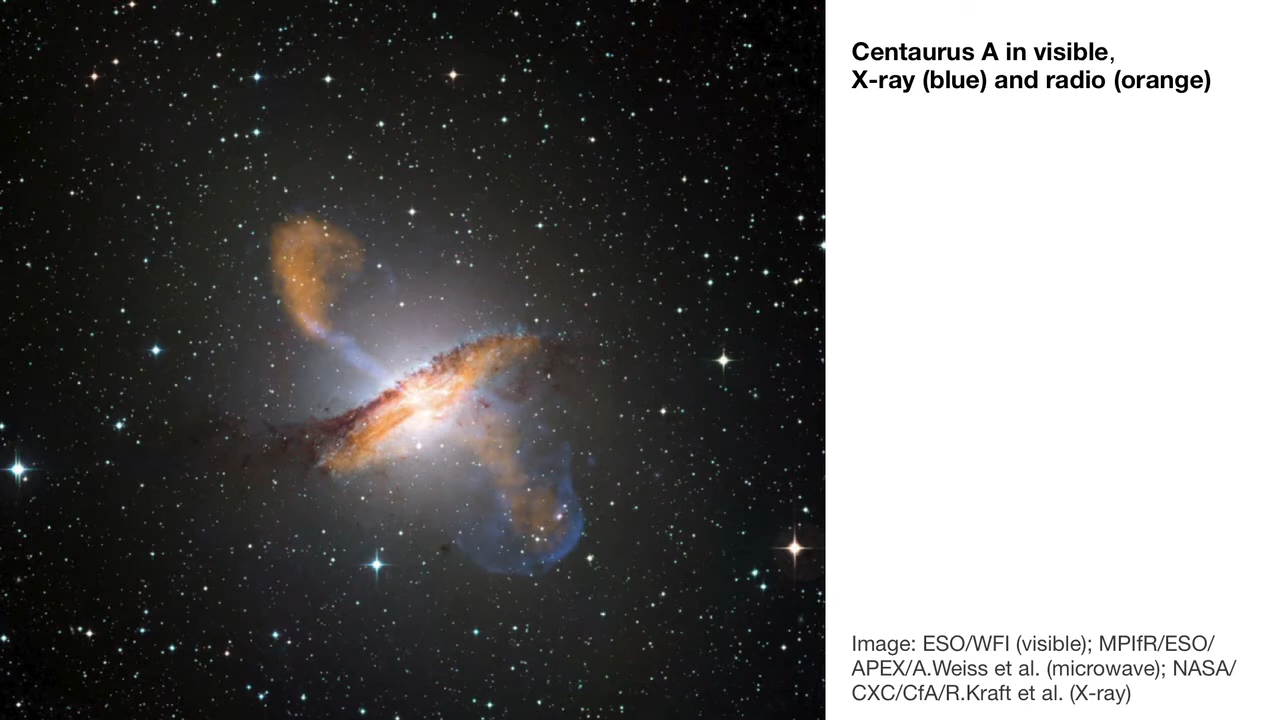 Centaurus A in visible,
X-ray (blue) and radio (orange)
Image: ESO/WFI (visible); MPIfR/ESO/
APEX/A.Weiss et al. (microwave); NASA/
CXC/CfA/R.Kraft et al. (X-ray)